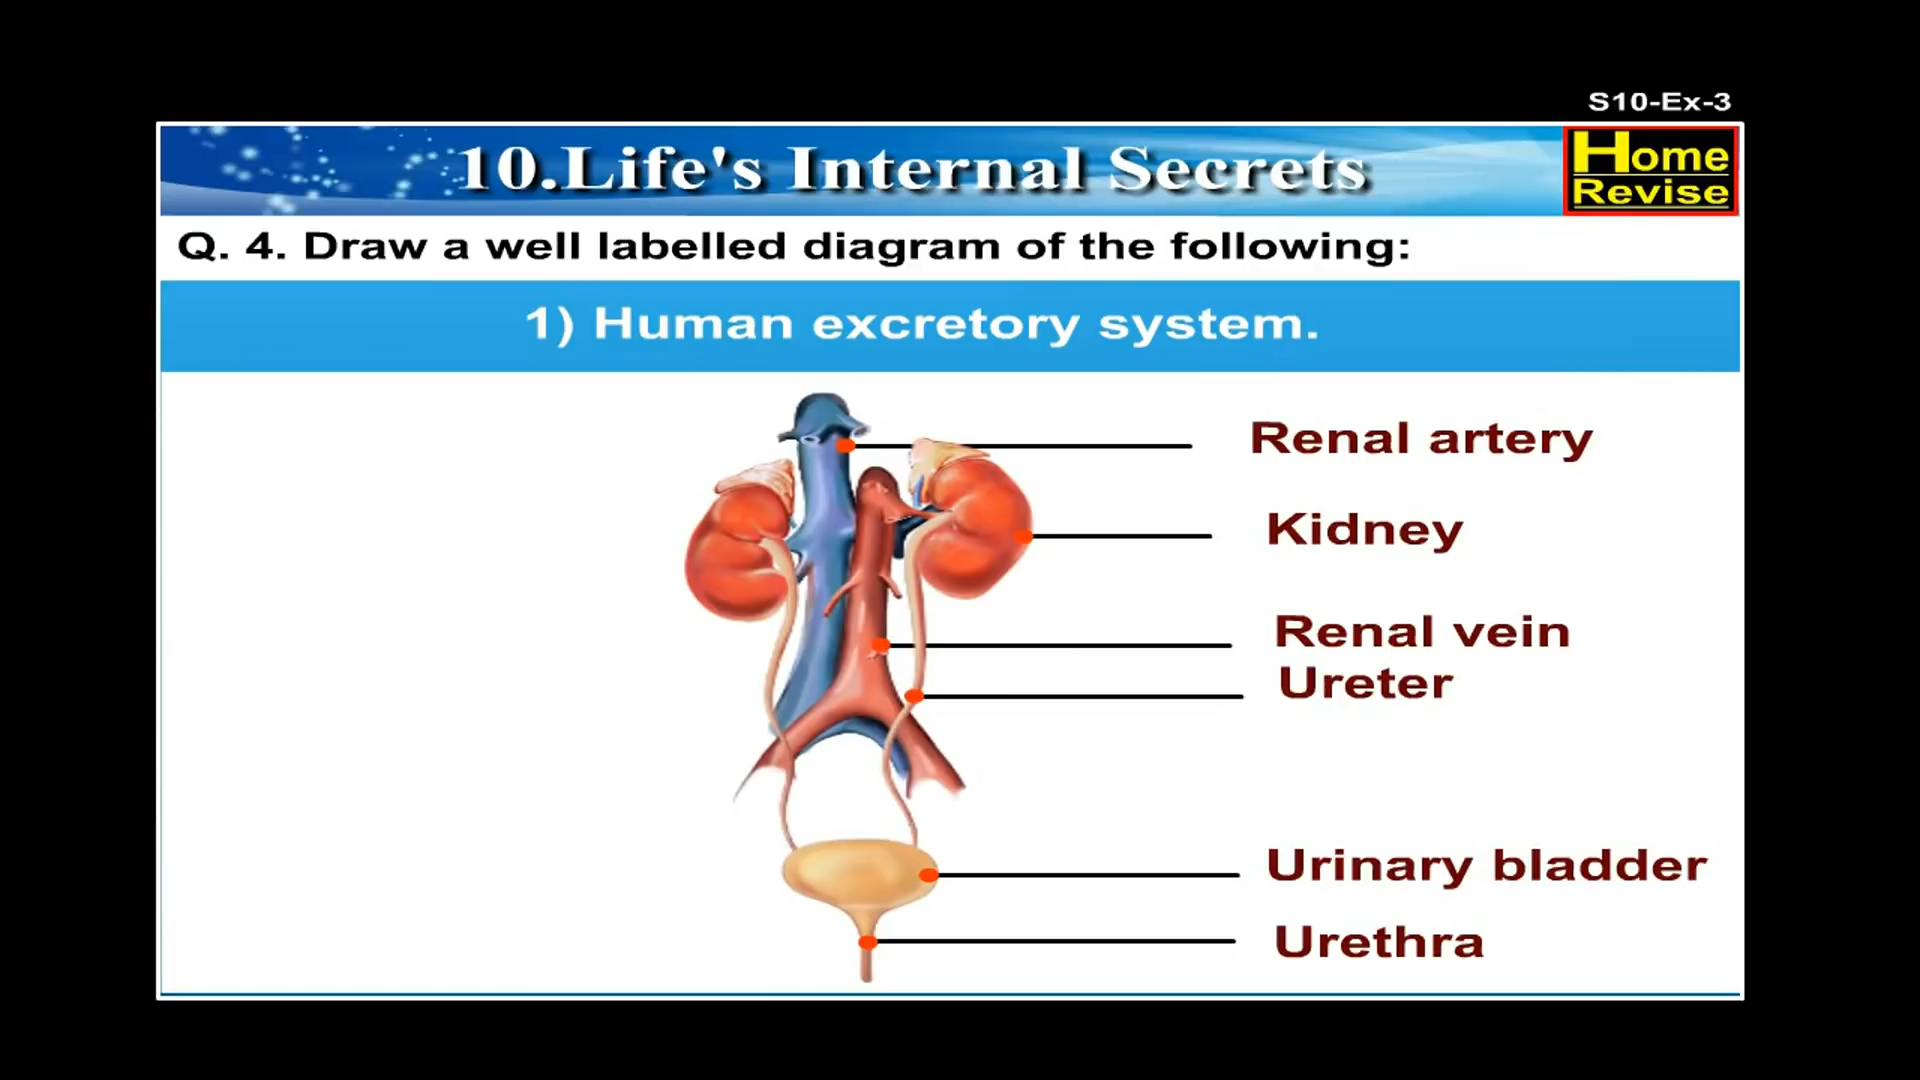 S10-Ex-3
10.Life's Internal Secrets
Home
Revise
Q. 4. Draw a well labelled diagram of the following:
1) Human excretory system.
Renal artery
Kidney
Renal vein
Ureter
Urinary bladder
Urethra